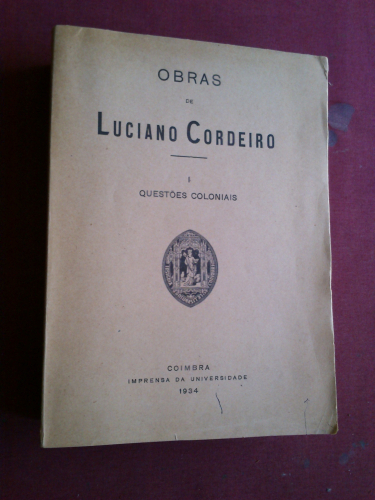 OBRAS
DE
LUCIANO CORDEIRO
I
QUESTÕES COLONIAIS
COIMBRA
IMPRENSA DA UNIVERSIDADE
1934